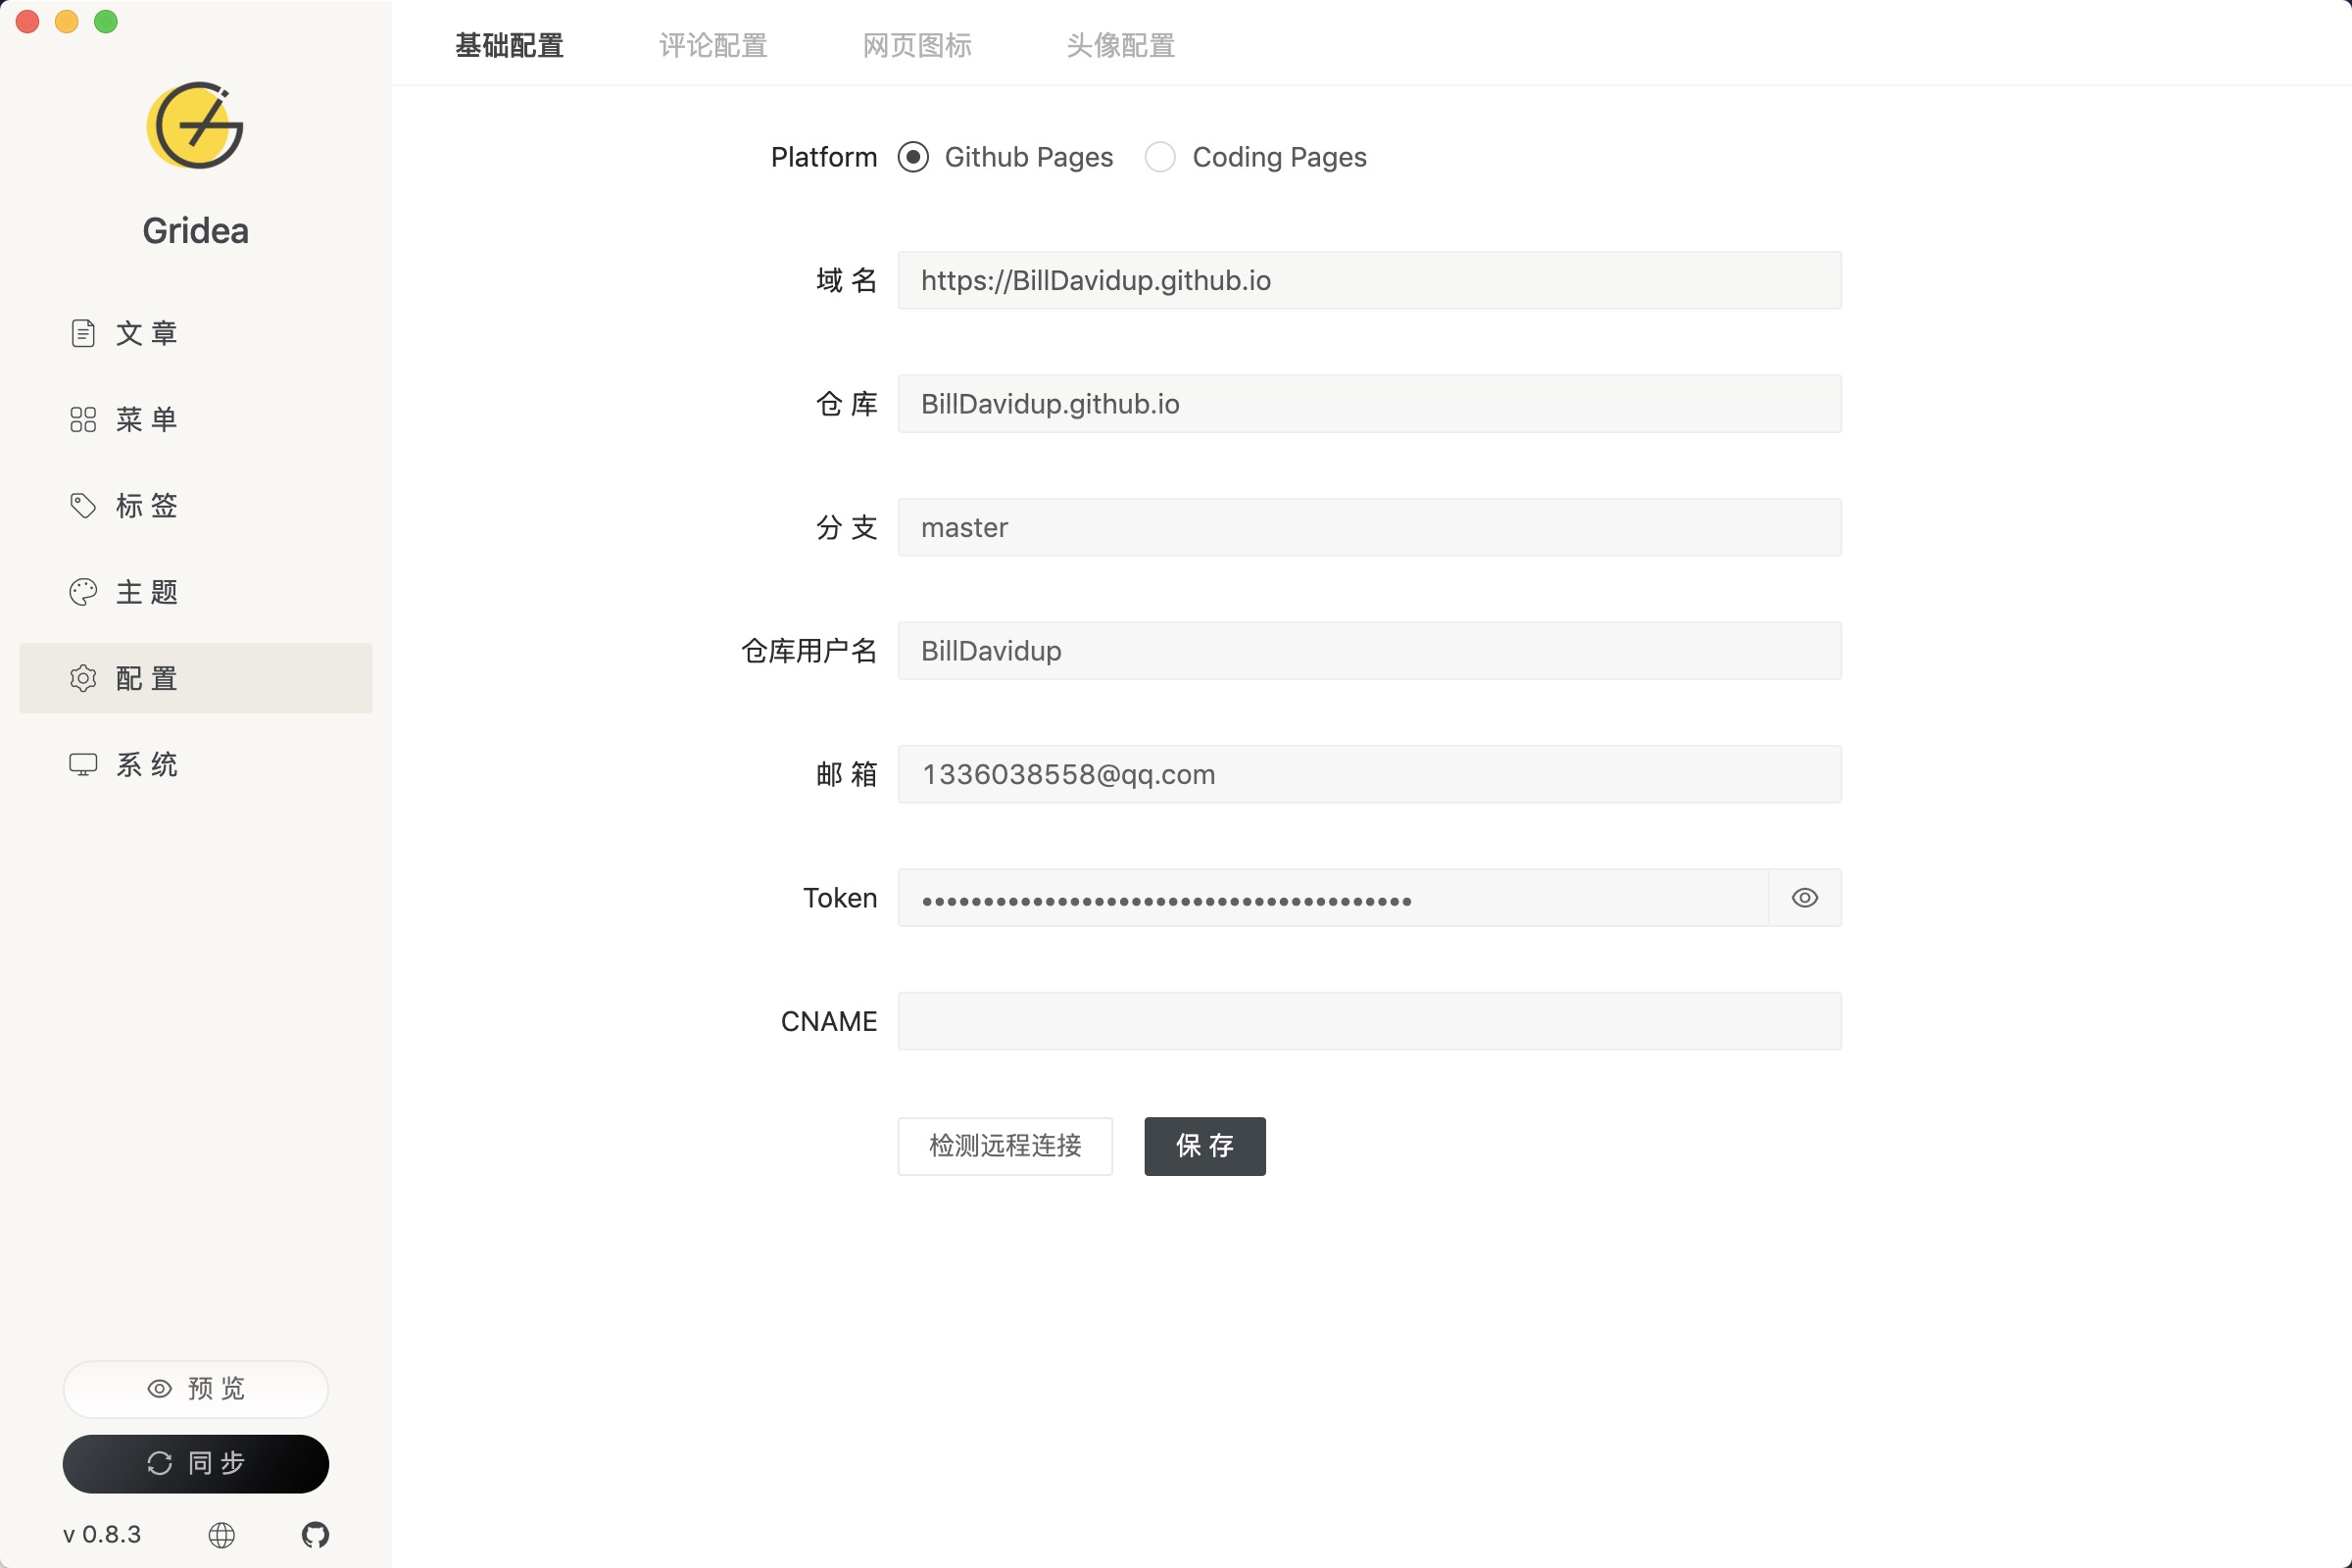 Gridea
文 章
菜 单
标 签
主 题
配 置
系 统
预 览
同 步
v 0.8.3
基础配置 评论配置 网页图标 头像配置
Platform Github Pages Coding Pages
域 名 https://BillDavidup.github.io
仓 库 BillDavidup.github.io
分 支 master
仓库用户名 BillDavidup
邮 箱 1336038558@qq.com
Token ••••••••••••••••••••••••••••••••••••••••
CNAME
检测远程连接 保 存